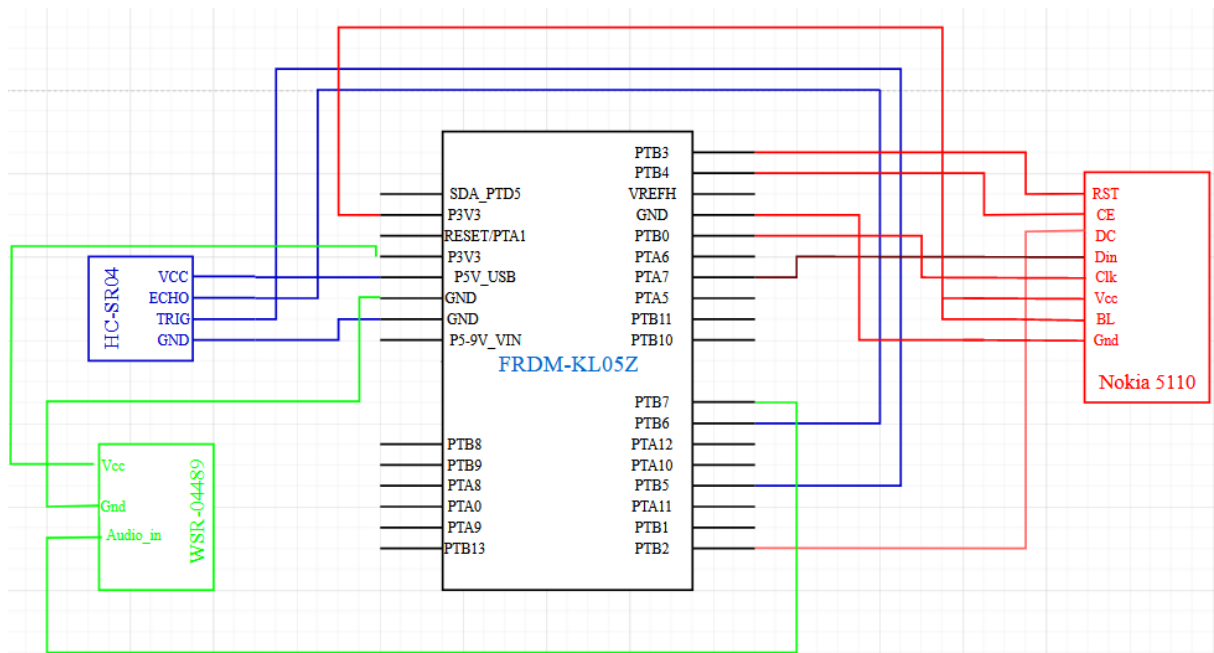 HC-SR04
VCC
ECHO
TRIG
GND
WSR-04489
Vcc
Gnd
Audio_in
SDA_PTD5
P3V3
RESET/PTA1
P3V3
P5V_USB
GND
GND
P5-9V_VIN
FRDM-KL05Z
PTB8
PTB9
PTA8
PTA0
PTA9
PTB13
PTB3
PTB4
VREFH
GND
PTB0
PTA6
PTA7
PTA5
PTB11
PTB10
PTB7
PTB6
PTA12
PTA10
PTB5
PTA11
PTB1
PTB2
RST
CE
DC
Din
Clk
Vcc
BL
Gnd
Nokia 5110